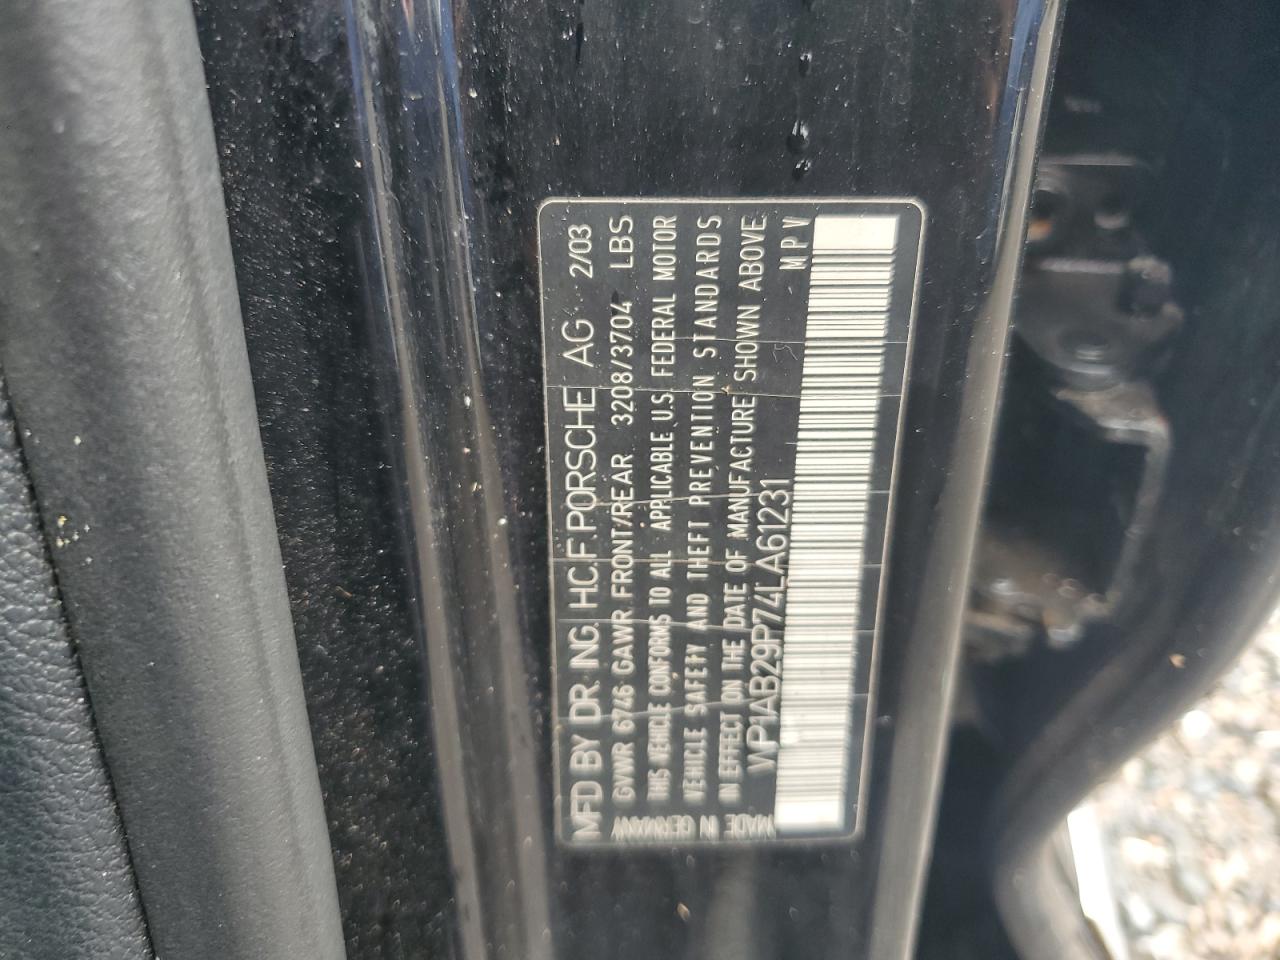 MFD BY DR. ING. H.C.F. PORSCHE AG 2/03
GVWR 6746 GAWR FRONT/REAR 3208/3704 LBS
THIS VEHICLE CONFORMS TO ALL APPLICABLE U.S. FEDERAL MOTOR
VEHICLE SAFETY AND THEFT PREVENTION STANDARDS
IN EFFECT ON THE DATE OF MANUFACTURE SHOWN ABOVE
WP1AB29P74LA61231 MPV
MADE IN GERMANY